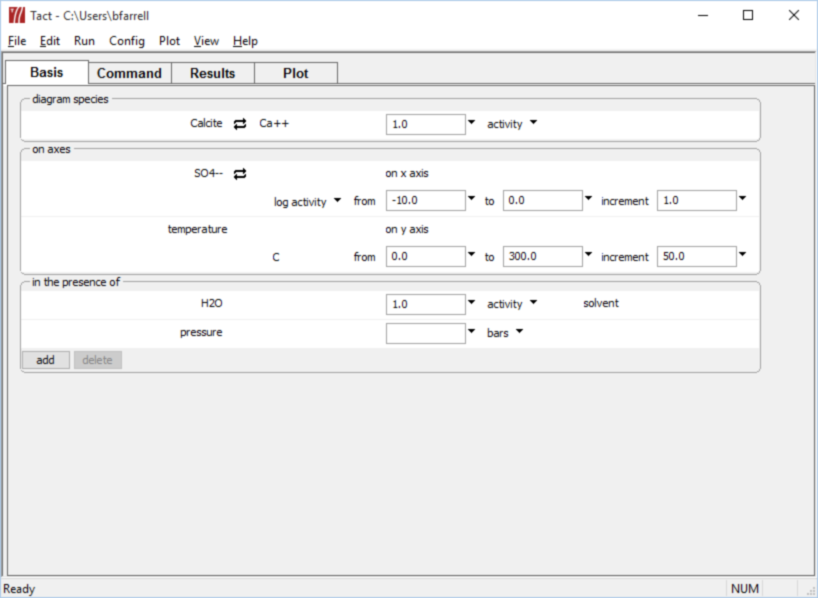 Tact - C:\Users\bfarrell
File Edit Run Config Plot View Help
Basis Command Results Plot
diagram species
Calcite Ca++ 1.0 activity
on axes
SO4-- on x axis
log activity from -10.0 to 0.0 increment 1.0
temperature on y axis
C from 0.0 to 300.0 increment 50.0
in the presence of
H2O 1.0 activity solvent
pressure bars
add delete
Ready NUM